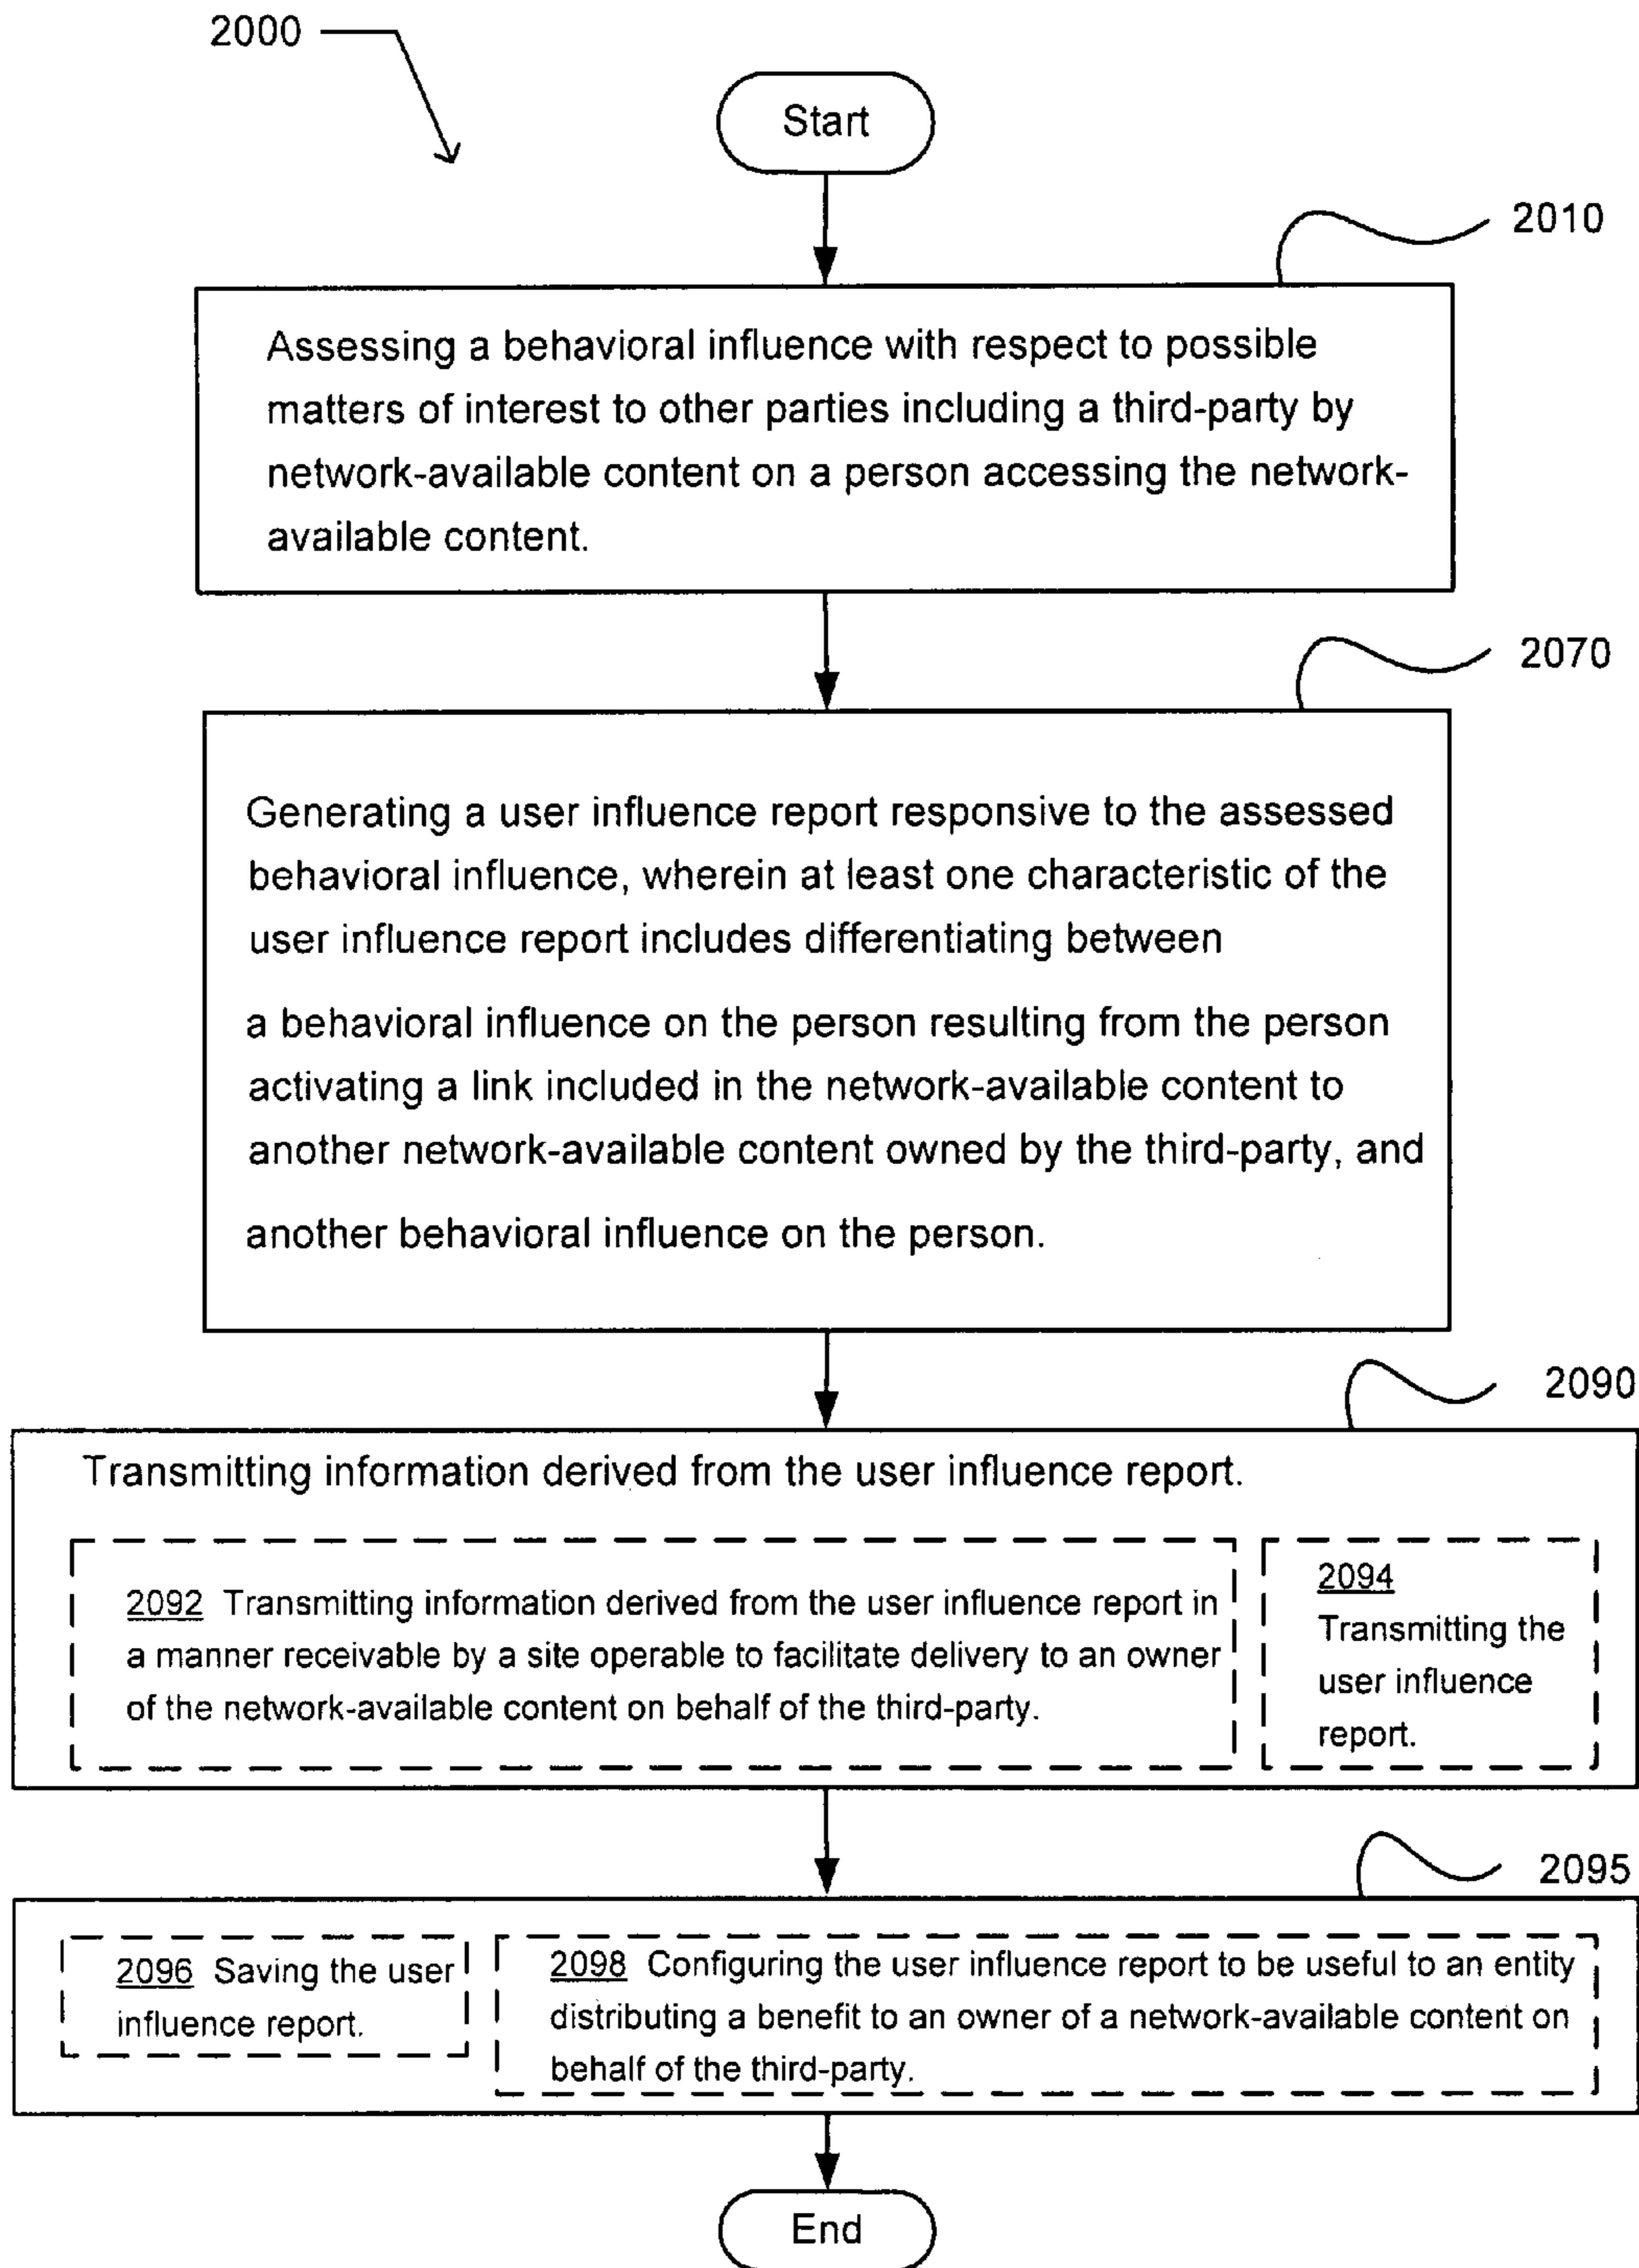 2000
Start
2010
Assessing a behavioral influence with respect to possible
matters of interest to other parties including a third-party by
network-available content on a person accessing the network-
available content.
2070
Generating a user influence report responsive to the assessed
behavioral influence, wherein at least one characteristic of the
user influence report includes differentiating between
a behavioral influence on the person resulting from the person
activating a link included in the network-available content to
another network-available content owned by the third-party, and
another behavioral influence on the person.
2090
Transmitting information derived from the user influence report.
2092 Transmitting information derived from the user influence report in
a manner receivable by a site operable to facilitate delivery to an owner
of the network-available content on behalf of the third-party.
2094
Transmitting the
user influence
report.
2095
2096 Saving the user
influence report.
2098 Configuring the user influence report to be useful to an entity
distributing a benefit to an owner of a network-available content on
behalf of the third-party.
End